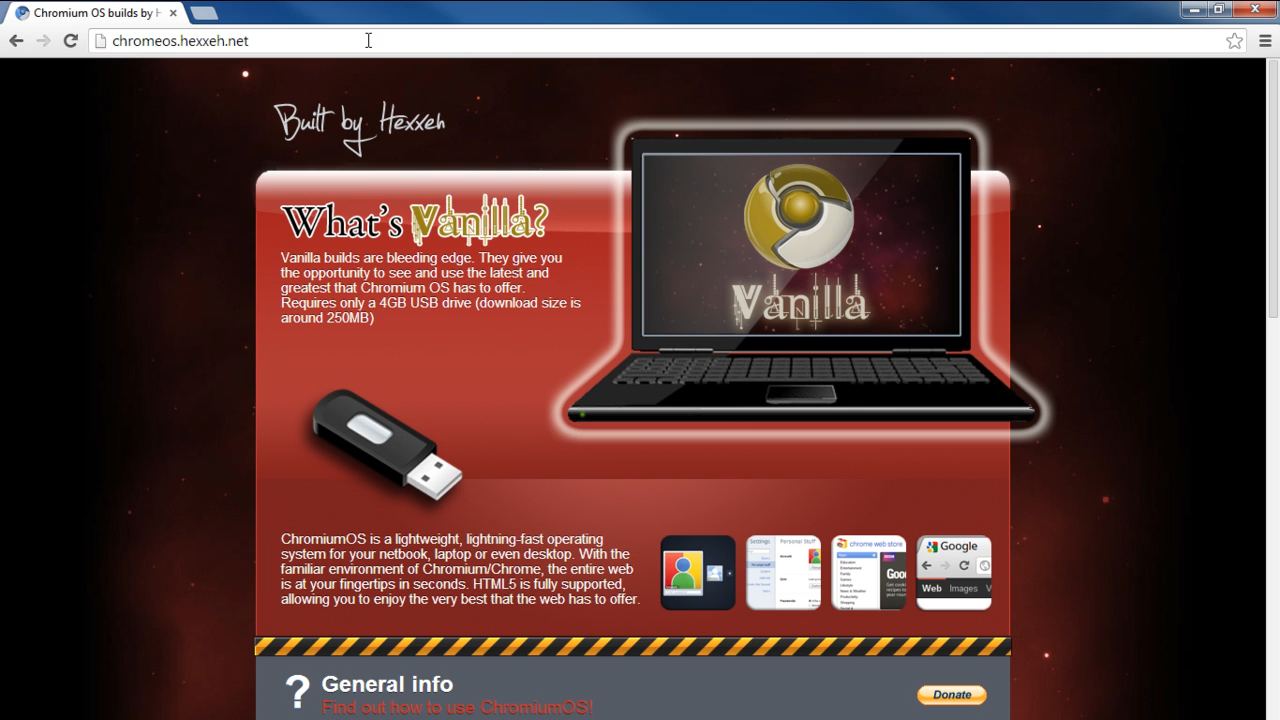 Chromium OS builds by H
chromeos.hexxeh.net
Built by Hexxeh
What's Vanilla?
Vanilla builds are bleeding edge. They give you
the opportunity to see and use the latest and
greatest that Chromium OS has to offer.
Requires only a 4GB USB drive (download size is
around 250MB)
Vanilla
ChromiumOS is a lightweight, lightning-fast operating
system for your netbook, laptop or even desktop. With the
familiar environment of Chromium/Chrome, the entire web
is at your fingertips in seconds. HTML5 is fully supported,
allowing you to enjoy the very best that the web has to offer.
Settings
Personal Stuff
chrome web store
Goo
Google
Web Images V
? General info
Find out how to use ChromiumOS!
Donate